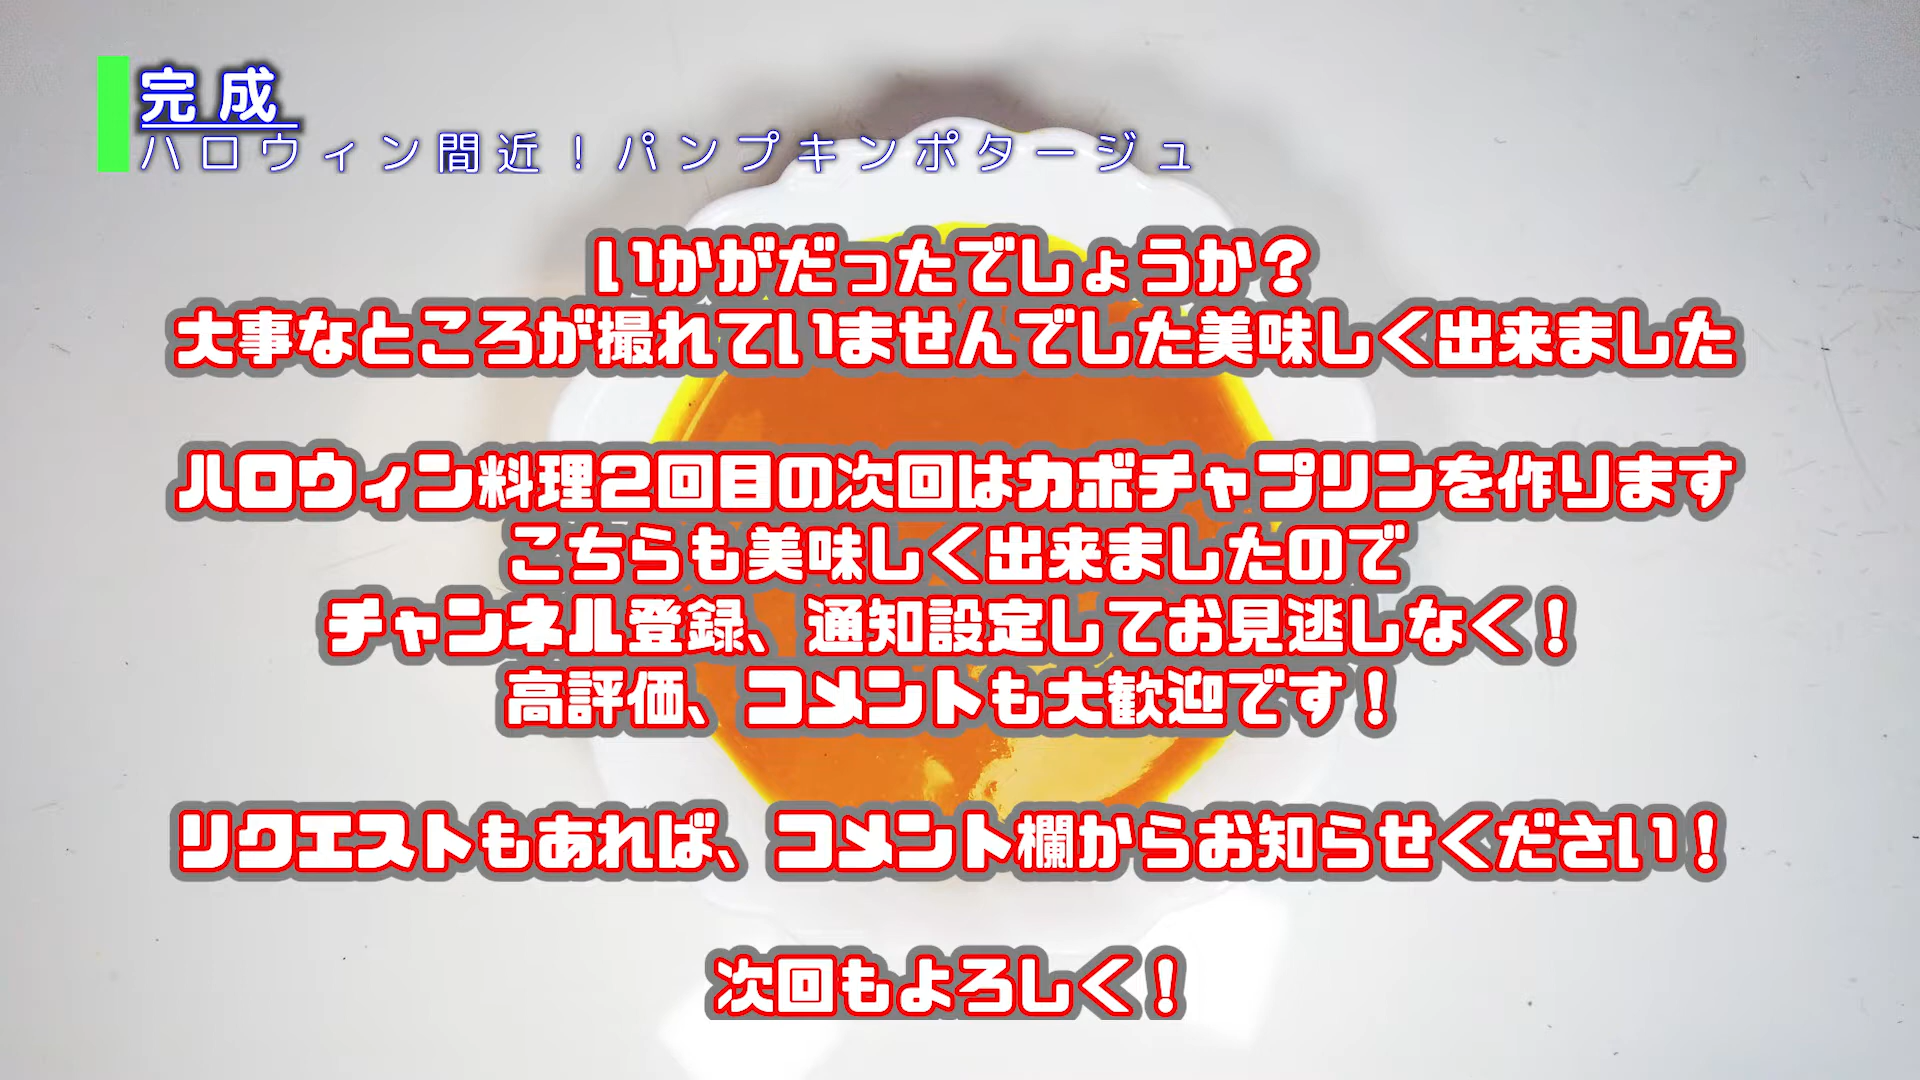 完成
ハロウィン間近！パンプキンポタージュ
いかがだったでしょうか？
大事なところが撮れていませんでした美味しく出来ました
ハロウィン料理２回目の次回はカボチャプリンを作ります
こちらも美味しく出来ましたので
チャンネル登録、通知設定してお見逃しなく！
高評価、コメントも大歓迎です！
リクエストもあれば、コメント欄からお知らせください！
次回もよろしく！